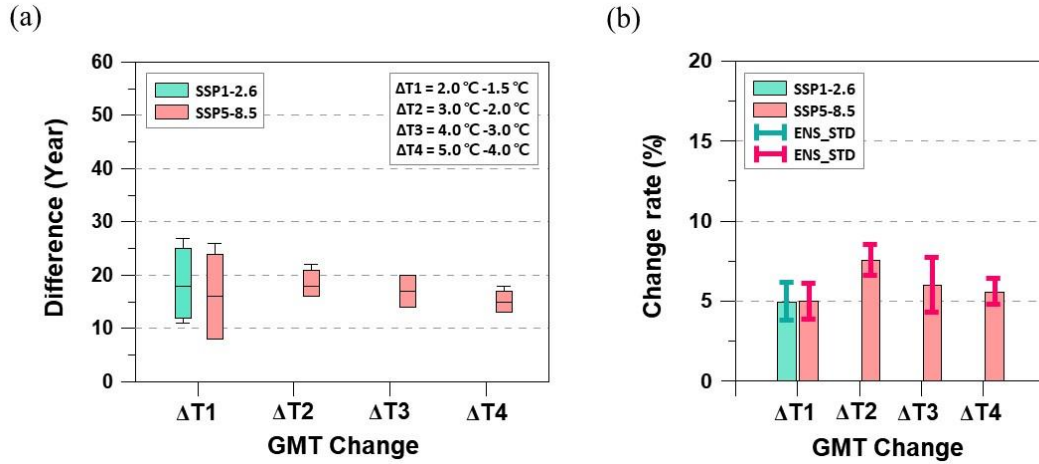 (a)
Difference (Year)
60
50
40
30
20
10
0
SSP1-2.6
SSP5-8.5
ΔT1 = 2.0 ℃ -1.5 ℃
ΔT2 = 3.0 ℃ -2.0 ℃
ΔT3 = 4.0 ℃ -3.0 ℃
ΔT4 = 5.0 ℃ -4.0 ℃
ΔT1 ΔT2 ΔT3 ΔT4
GMT Change
(b)
Change rate (%)
20
15
10
5
0
SSP1-2.6
SSP5-8.5
ENS_STD
ENS_STD
ΔT1 ΔT2 ΔT3 ΔT4
GMT Change